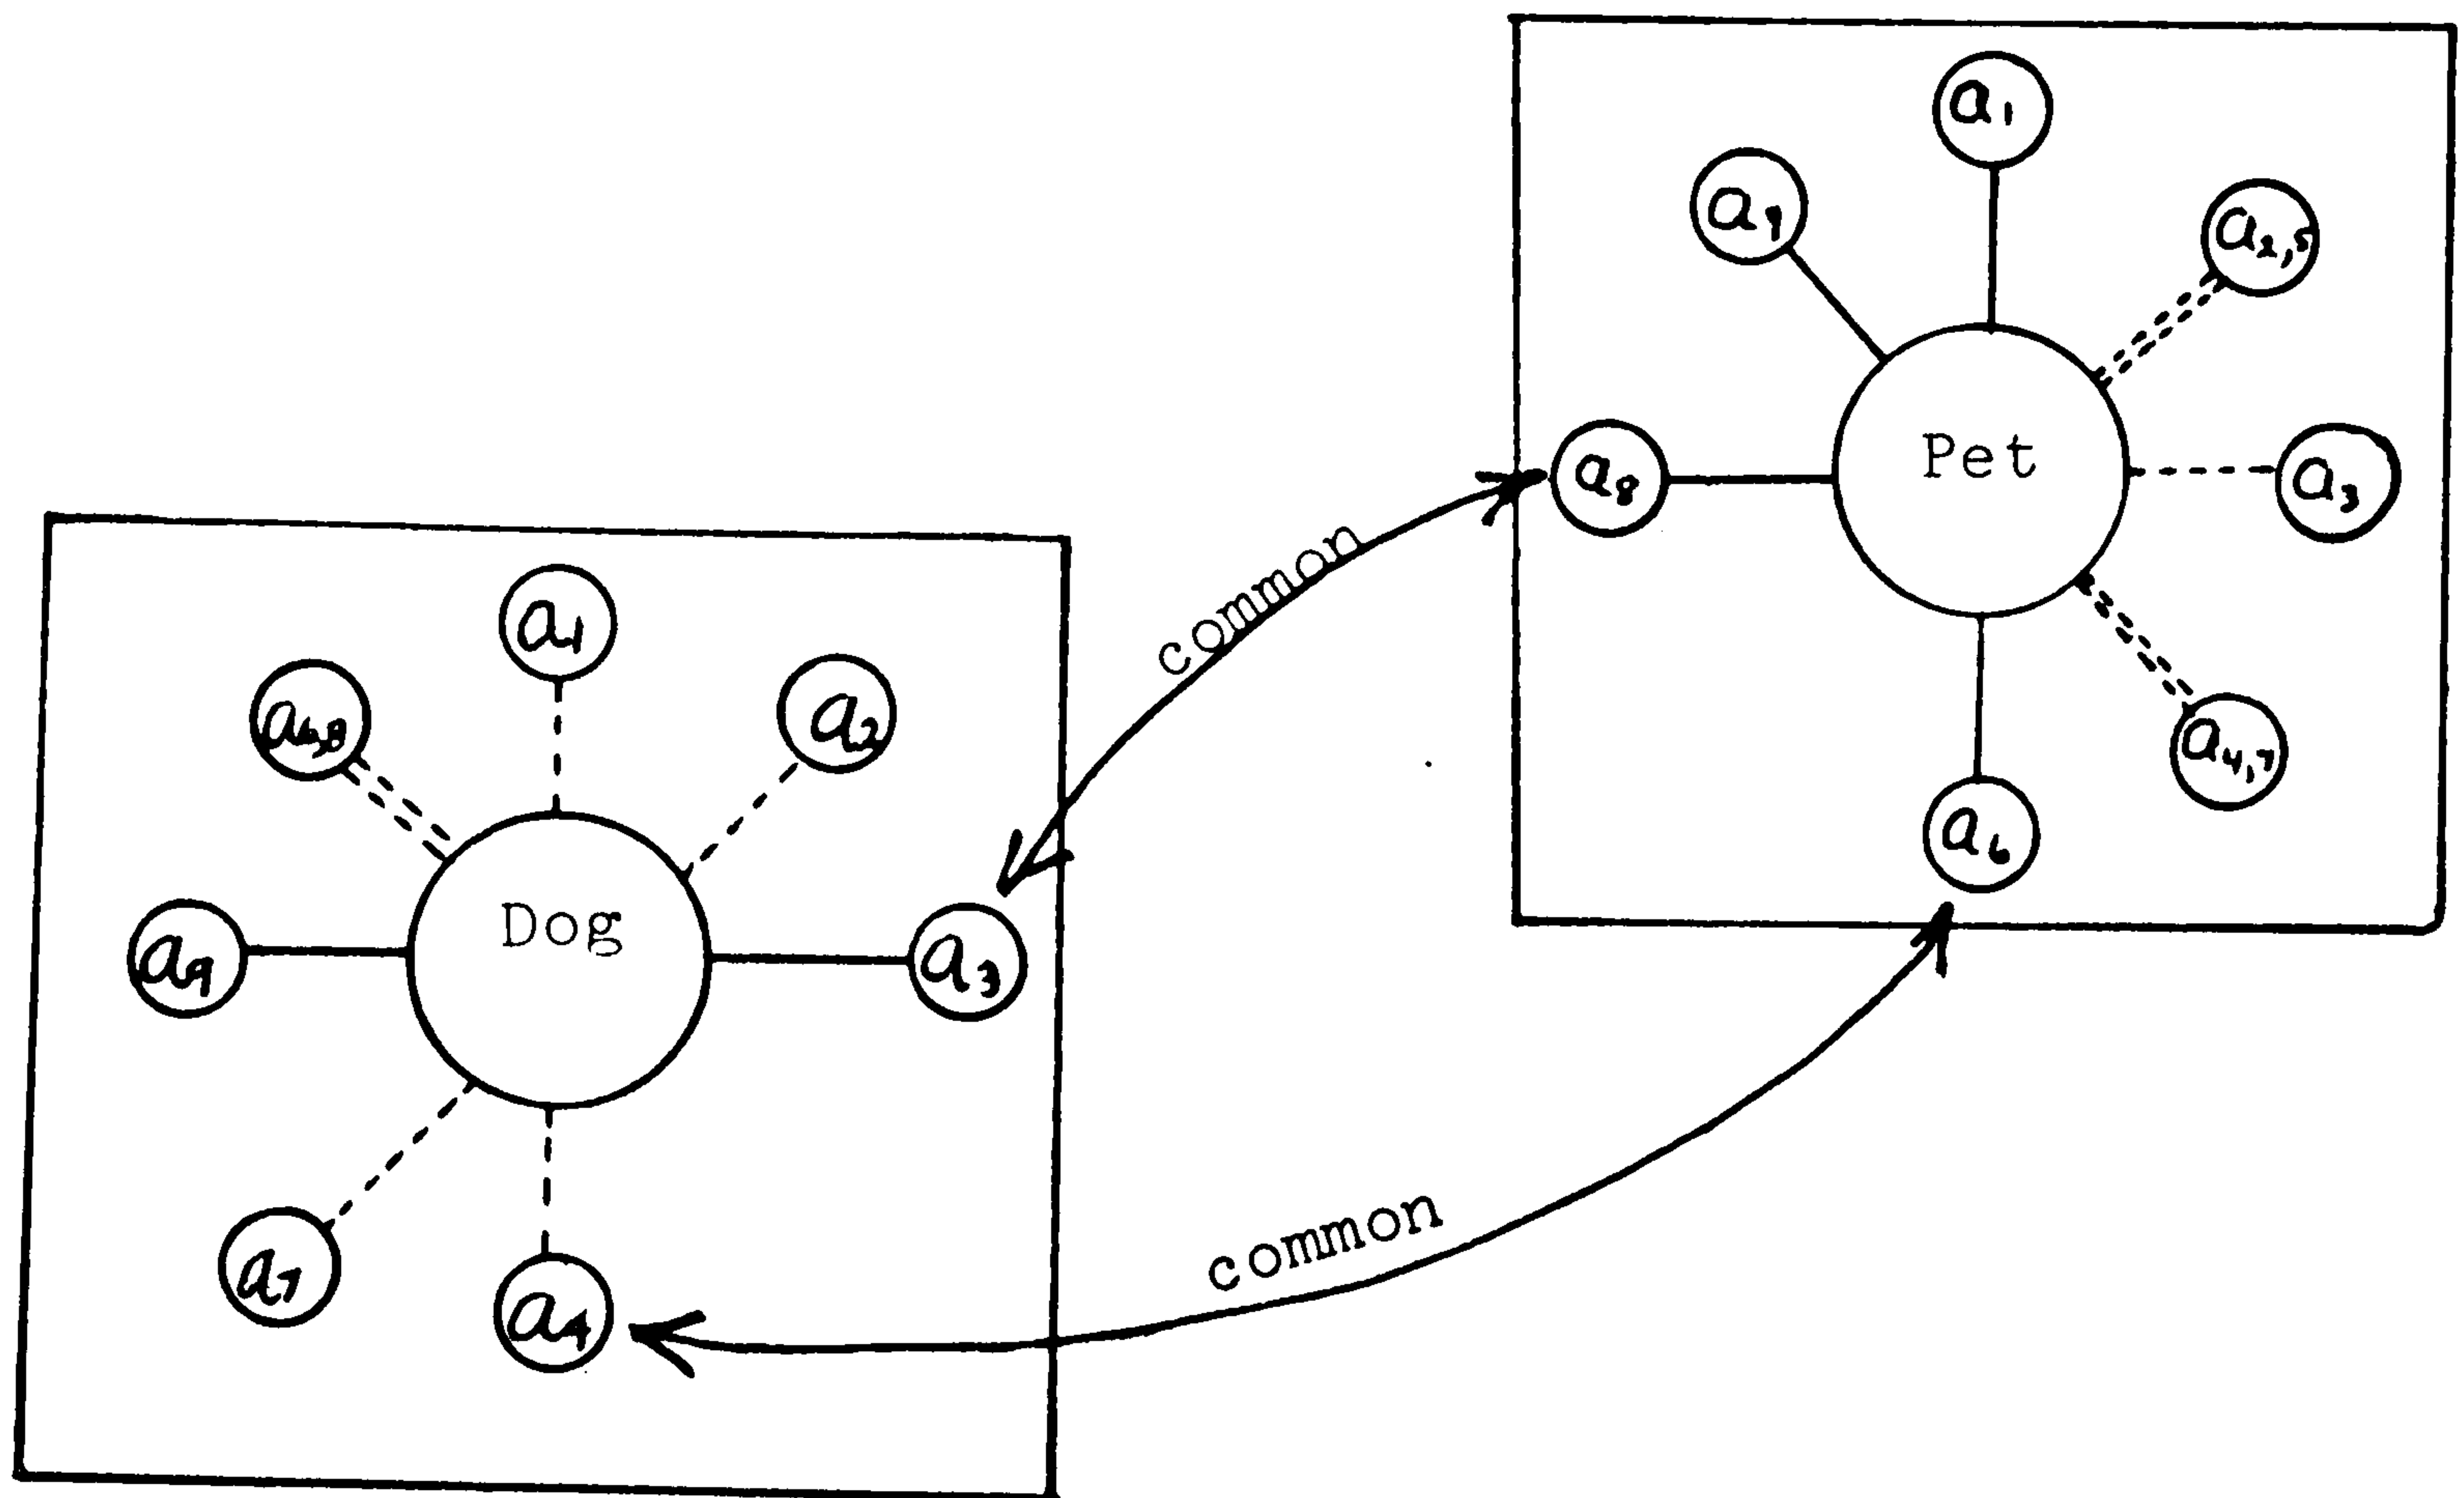 a₁
a₂,₅
Pet
a₃
a₈
a₄,₇
a₆
common
a₁
a₂
a₆,₈
Dog
a₉
a₃
a₇
a₄
common